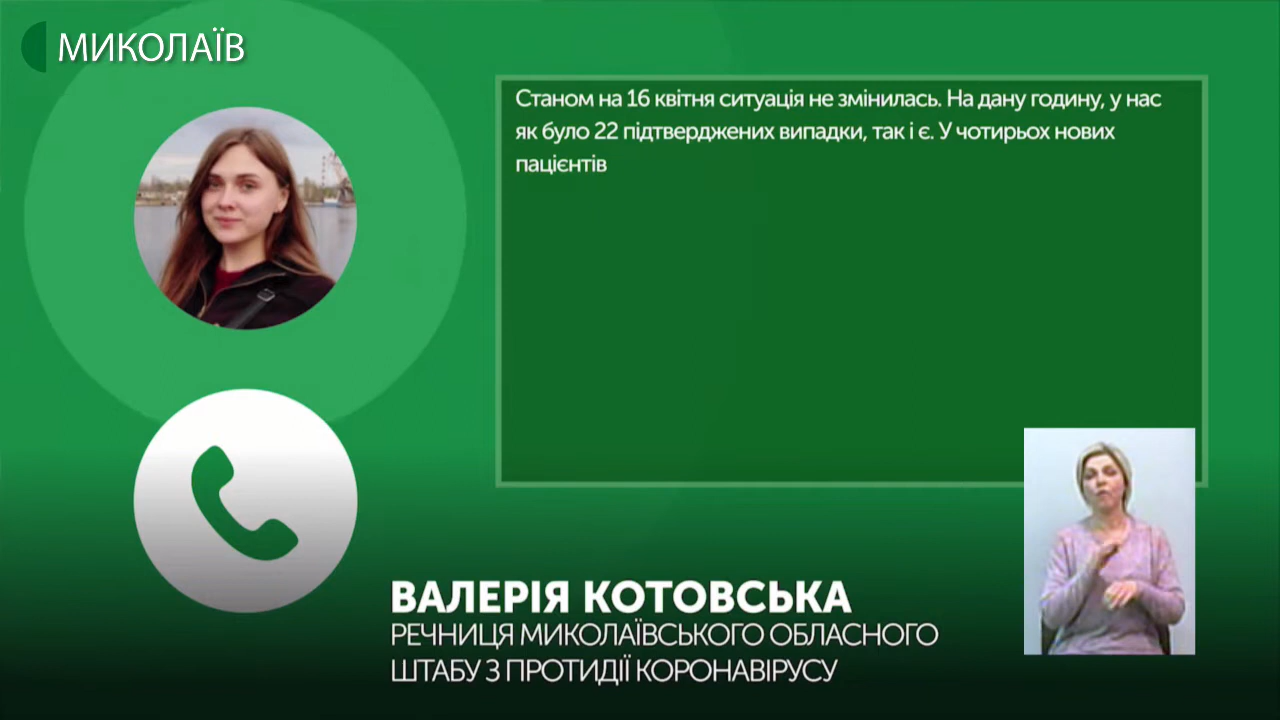 МИКОЛАЇВ
Станом на 16 квітня ситуація не змінилась. На дану годину, у нас
як було 22 підтверджених випадки, так і є. У чотирьох нових
пацієнтів
ВАЛЕРІЯ КОТОВСЬКА
РЕЧНИЦЯ МИКОЛАЇВСЬКОГО ОБЛАСНОГО
ШТАБУ З ПРОТИДІЇ КОРОНАВІРУСУ